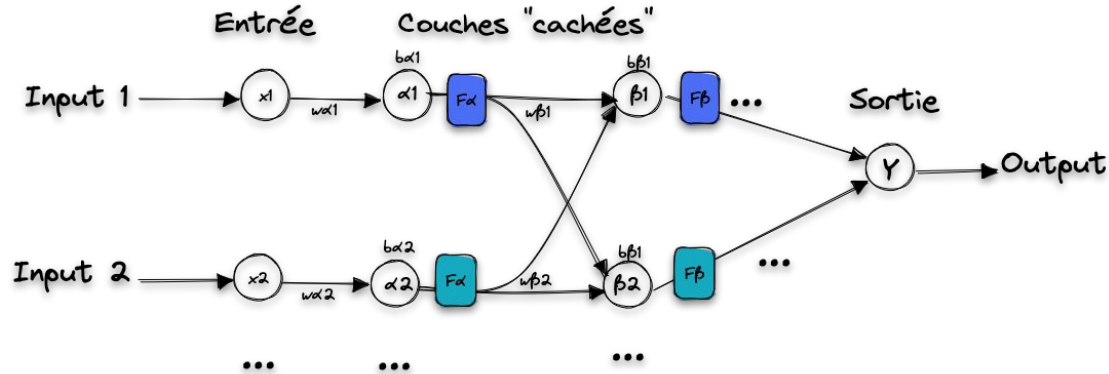 Entrée
Couches "cachées"
Sortie
Input 1
x1
wα1
bα1
α1
Fα
wβ1
bβ1
β1
Fβ
...
Y
Output
Input 2
x2
wα2
bα2
α2
Fα
wβ2
bβ1
β2
Fβ
...
...
...
...